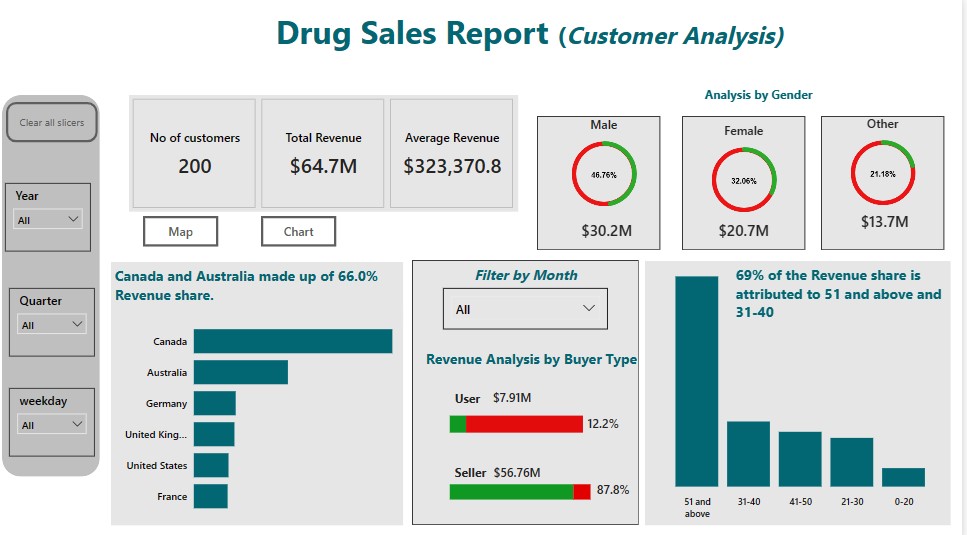 Drug Sales Report (Customer Analysis)
Clear all slicers
Year
All
Quarter
All
weekday
All
No of customers
200
Total Revenue
$64.7M
Average Revenue
$323,370.8
Map
Chart
Analysis by Gender
Male
46.76%
$30.2M
Female
32.06%
$20.7M
Other
21.18%
$13.7M
Canada and Australia made up of 66.0%
Revenue share.
Canada
Australia
Germany
United King...
United States
France
Filter by Month
All
Revenue Analysis by Buyer Type
User $7.91M
12.2%
Seller $56.76M
87.8%
69% of the Revenue share is
attributed to 51 and above and
31-40
51 and
above
31-40
41-50
21-30
0-20